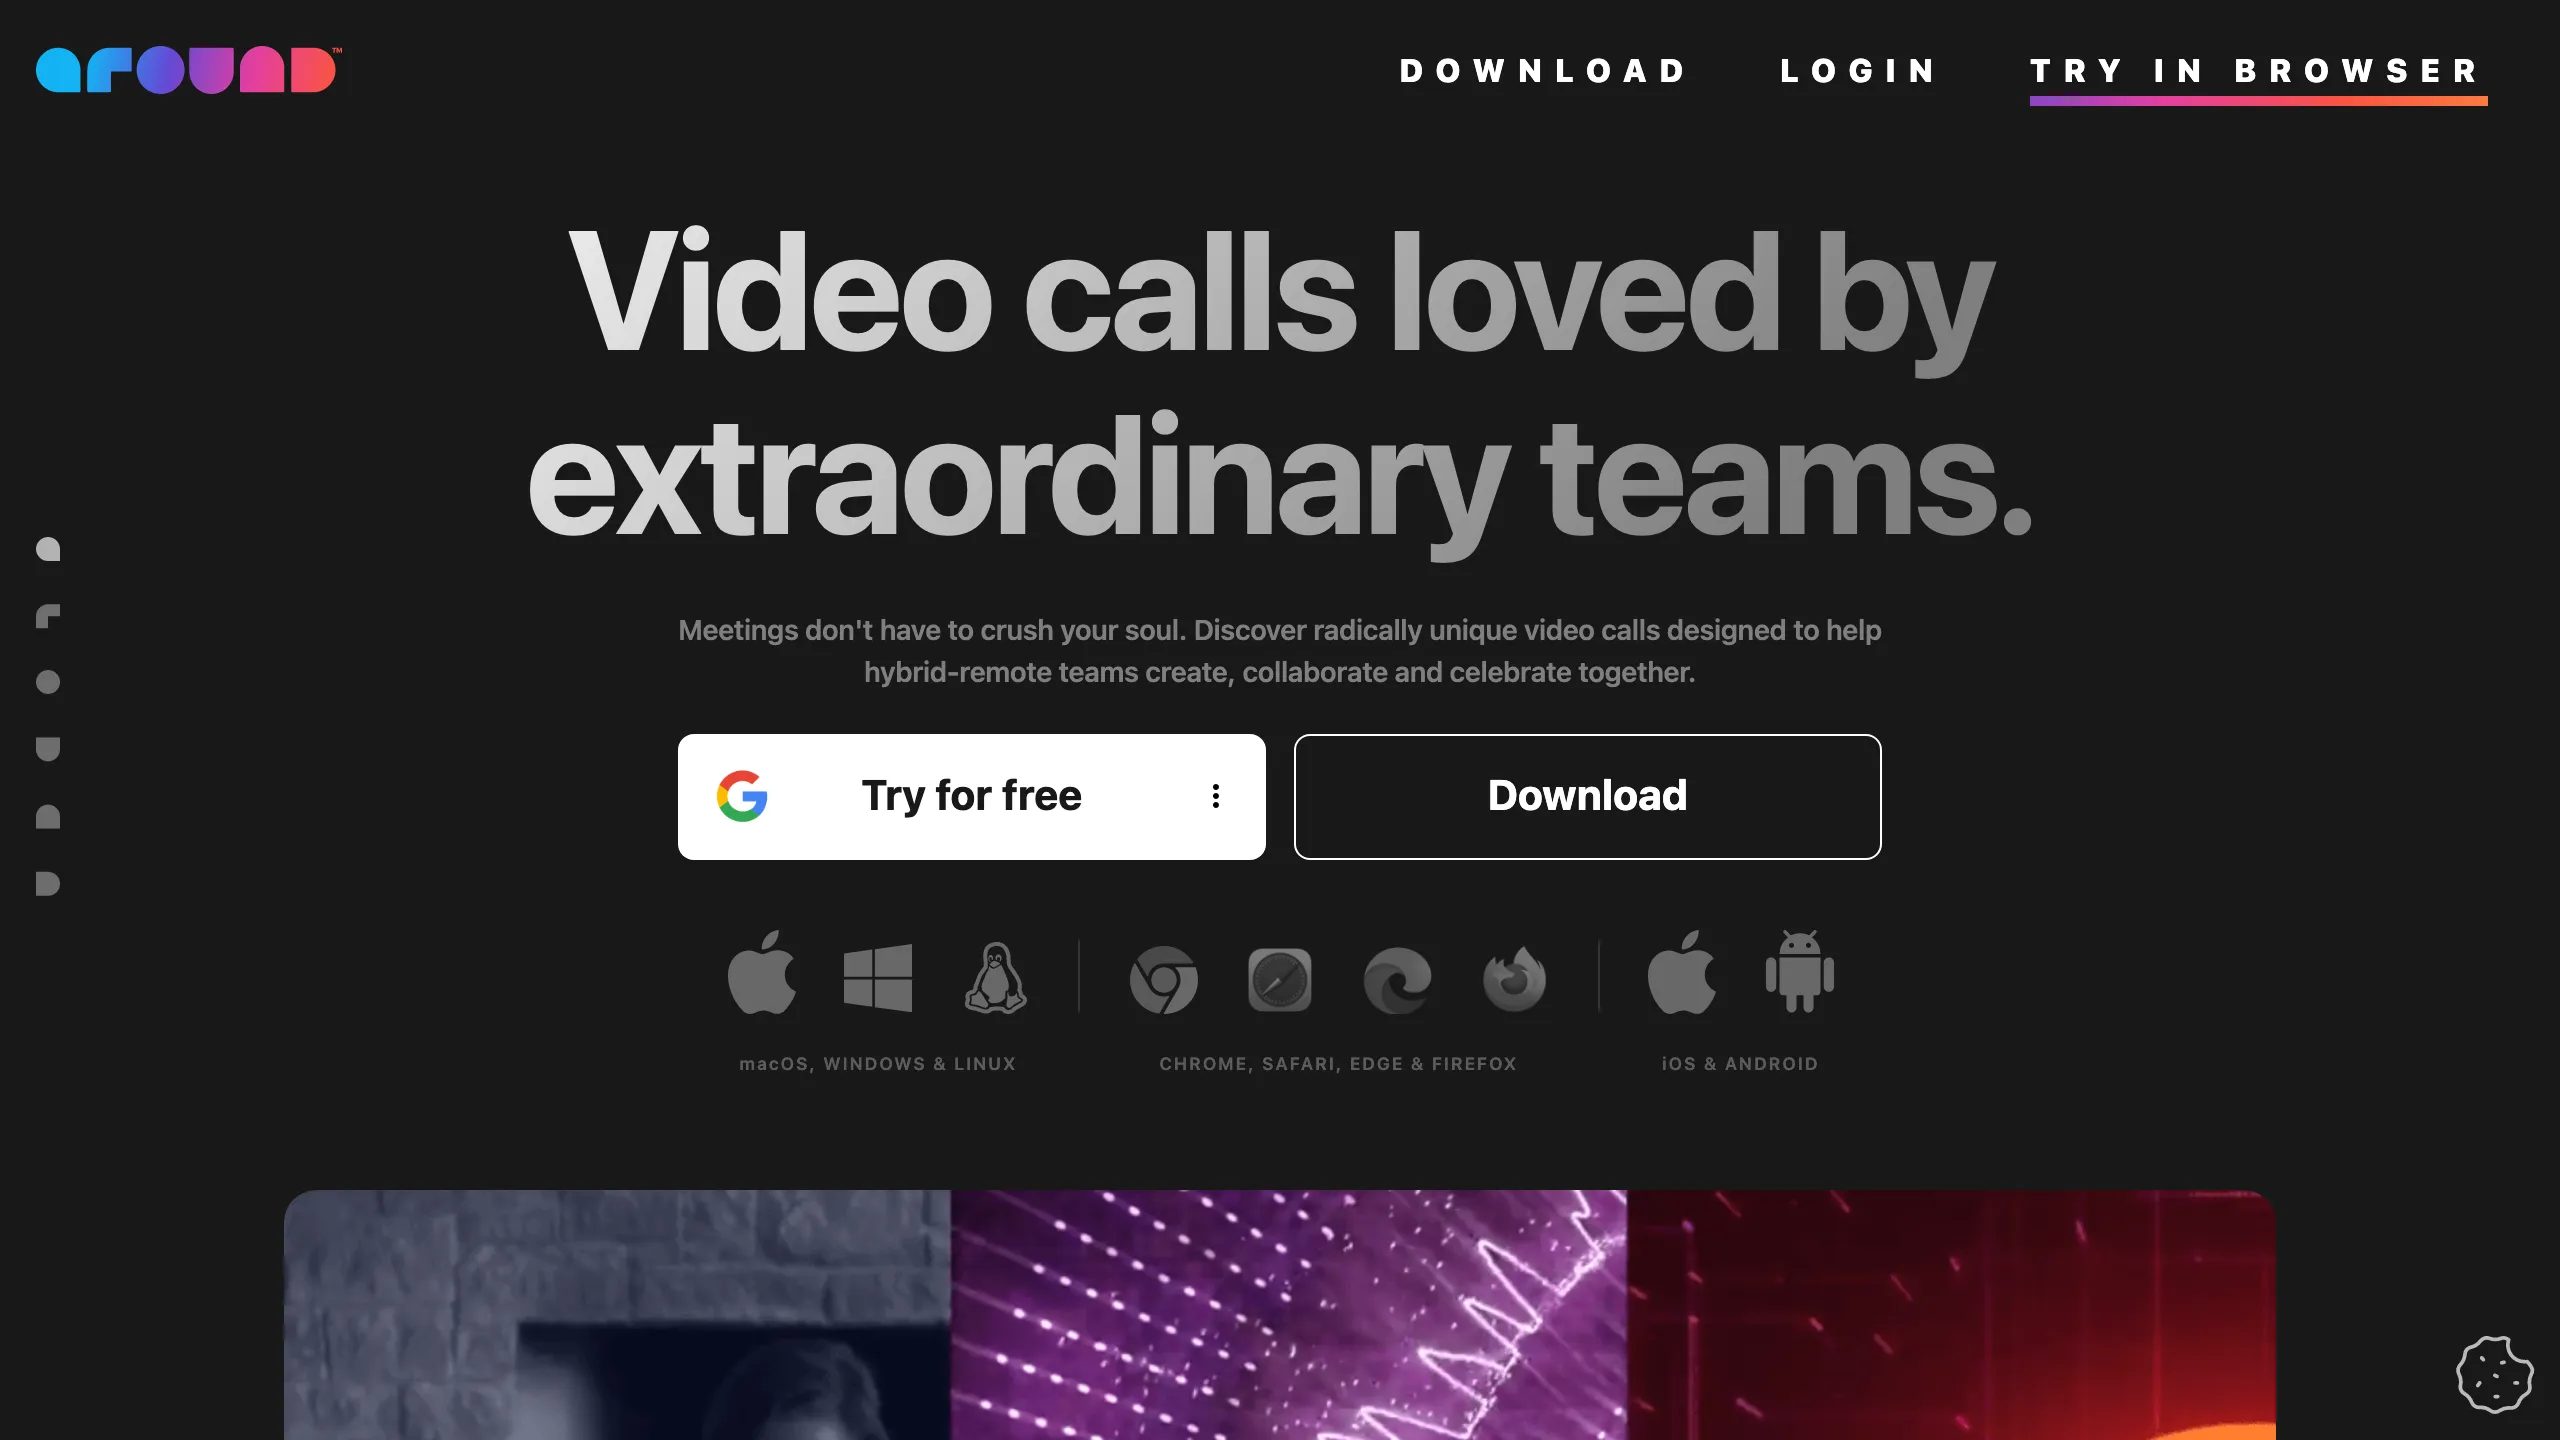 around™
DOWNLOAD
LOGIN
TRY IN BROWSER
Video calls loved by
extraordinary teams.
Meetings don't have to crush your soul. Discover radically unique video calls designed to help
hybrid-remote teams create, collaborate and celebrate together.
Try for free
Download
macOS, WINDOWS & LINUX
CHROME, SAFARI, EDGE & FIREFOX
iOS & ANDROID